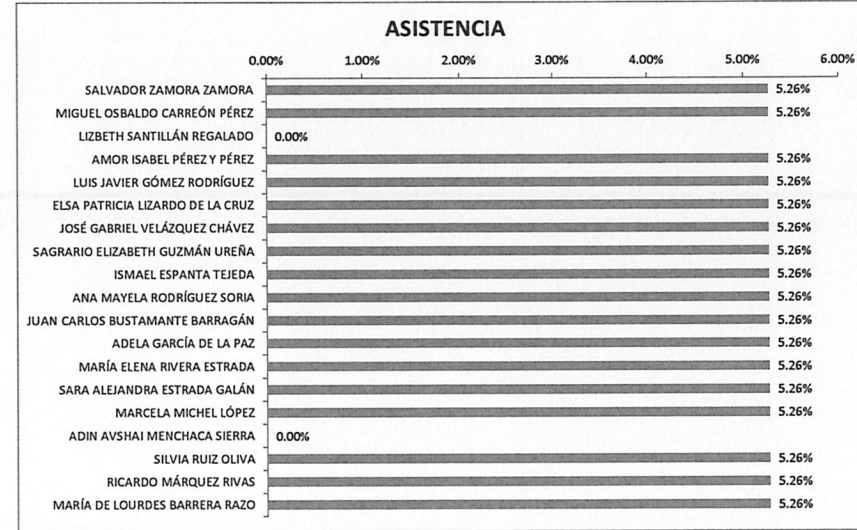 ASISTENCIA
0.00% 1.00% 2.00% 3.00% 4.00% 5.00% 6.00%
SALVADOR ZAMORA ZAMORA 5.26%
MIGUEL OSBALDO CARREÓN PÉREZ 5.26%
LIZBETH SANTILLÁN REGALADO 0.00%
AMOR ISABEL PÉREZ Y PÉREZ 5.26%
LUIS JAVIER GÓMEZ RODRÍGUEZ 5.26%
ELSA PATRICIA LIZARDO DE LA CRUZ 5.26%
JOSÉ GABRIEL VELÁZQUEZ CHÁVEZ 5.26%
SAGRARIO ELIZABETH GUZMÁN UREÑA 5.26%
ISMAEL ESPANTA TEJEDA 5.26%
ANA MAYELA RODRÍGUEZ SORIA 5.26%
JUAN CARLOS BUSTAMANTE BARRAGÁN 5.26%
ADELA GARCÍA DE LA PAZ 5.26%
MARÍA ELENA RIVERA ESTRADA 5.26%
SARA ALEJANDRA ESTRADA GALÁN 5.26%
MARCELA MICHEL LÓPEZ 5.26%
ADIN AVSHAI MENCHACA SIERRA 0.00%
SILVIA RUIZ OLIVA 5.26%
RICARDO MÁRQUEZ RIVAS 5.26%
MARÍA DE LOURDES BARRERA RAZO 5.26%